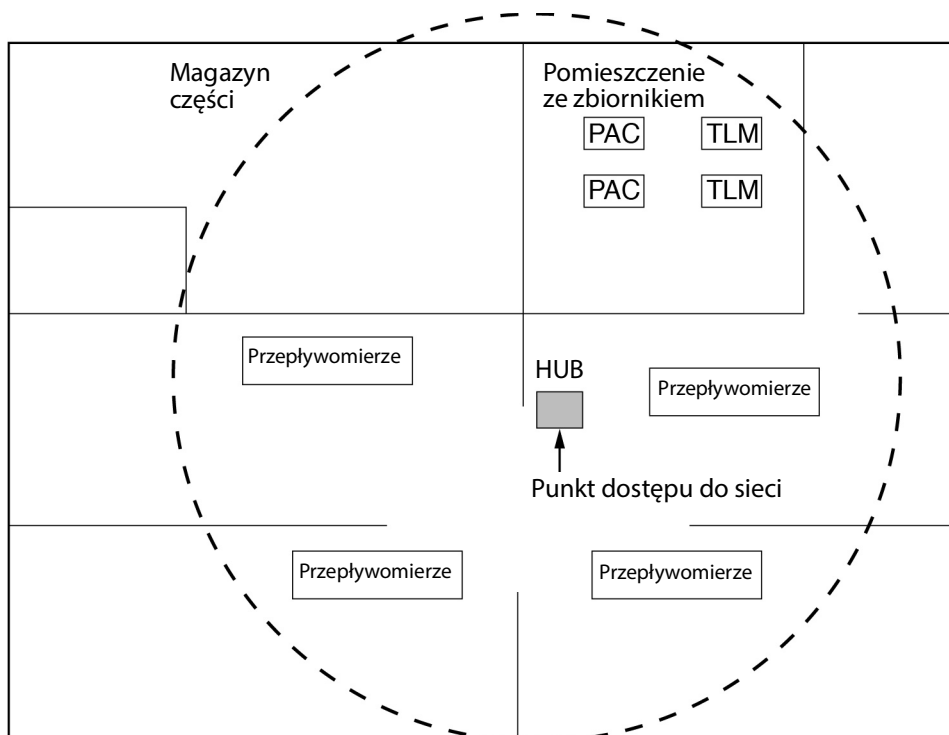 Magazyn
części
Pomieszczenie
ze zbiornikiem
PAC
TLM
PAC
TLM
Przepływomierze
HUB
Przepływomierze
Punkt dostępu do sieci
Przepływomierze
Przepływomierze